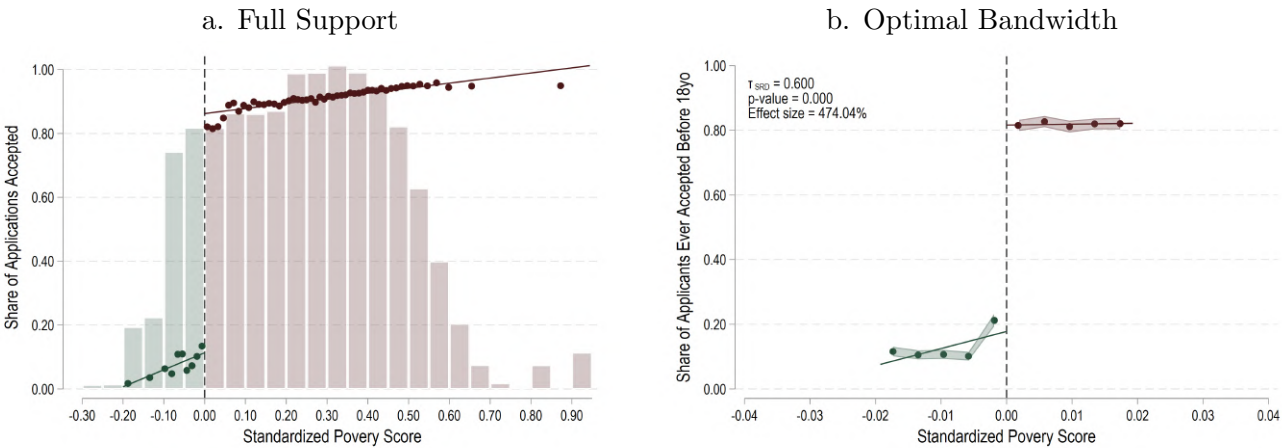 a. Full Support
Share of Applications Accepted
1.00
0.80
0.60
0.40
0.20
0.00
-0.30 -0.20 -0.10 0.00 0.10 0.20 0.30 0.40 0.50 0.60 0.70 0.80 0.90
Standardized Povery Score
b. Optimal Bandwidth
Share of Applicants Ever Accepted Before 18yo
1.00
0.80
0.60
0.40
0.20
0.00
τSRD = 0.600
p-value = 0.000
Effect size = 474.04%
-0.04 -0.03 -0.02 -0.01 0.00 0.01 0.02 0.03 0.04
Standardized Povery Score